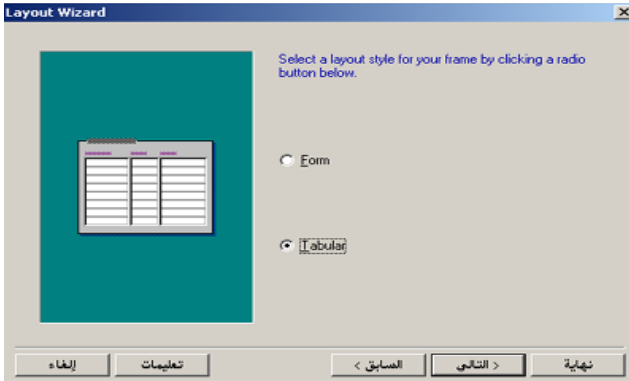 Layout Wizard
Select a layout style for your frame by clicking a radio
button below.
Form
Tabular
إلغاء
تعليمات
السابق >
< التالي
نهاية